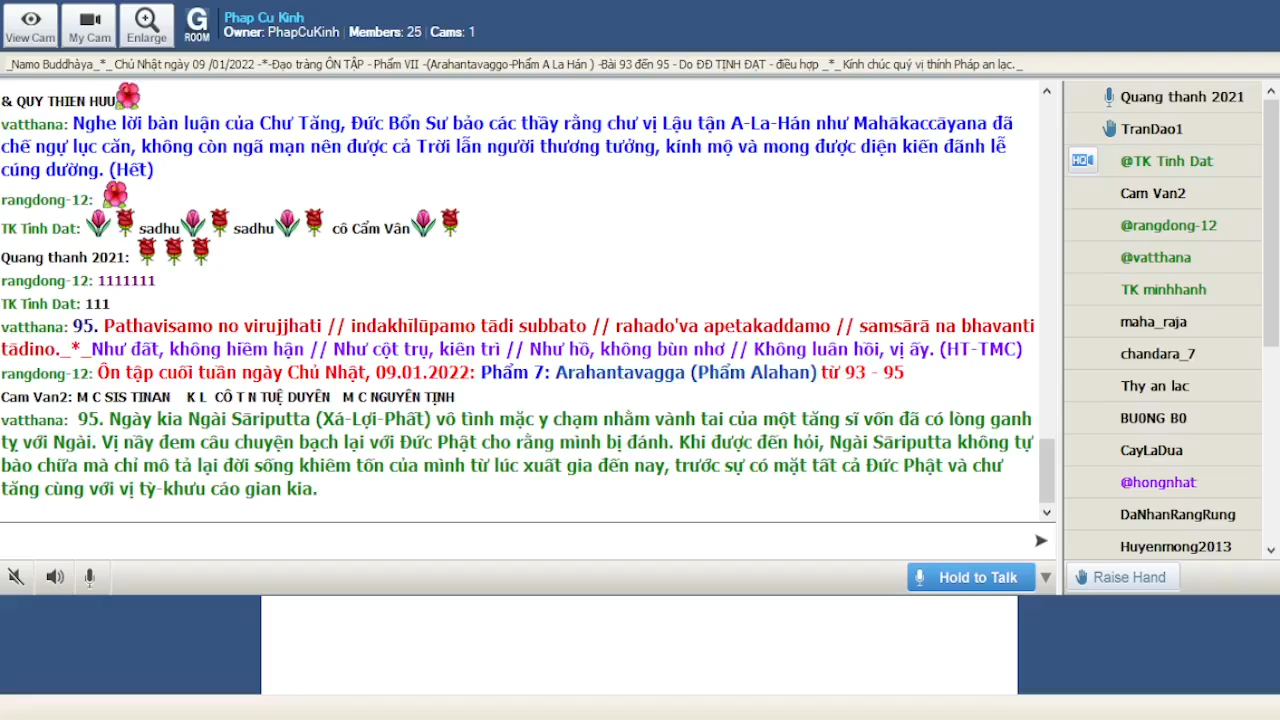 View Cam
My Cam
Enlarge
G
ROOM
Phap Cu Kinh
Owner: PhapCuKinh | Members: 25 | Cams: 1
_Namo Buddhàya_*_ Chủ Nhật ngày 09 /01/2022 -*-Đạo tràng ÔN TẬP - Phẩm VII -(Arahantavaggo-Phẩm A La Hán ) -Bài 93 đến 95 - Do ĐĐ TỊNH ĐẠT - điều hợp _*_ Kính chúc quý vị thính Pháp an lạc._
& QUY THIEN HUU
vatthana: Nghe lời bàn luận của Chư Tăng, Đức Bổn Sư bảo các thầy rằng chư vị Lậu tận A-La-Hán như Mahākaccāyana đã
chế ngự lục căn, không còn ngã mạn nên được cả Trời lẫn người thương tưởng, kính mộ và mong được diện kiến đãnh lễ
cúng dường. (Hết)
rangdong-12:
TK Tinh Dat: sadhu sadhu cô Cẩm Vân
Quang thanh 2021:
rangdong-12: 1111111
TK Tinh Dat: 111
vatthana: 95. Pathavisamo no virujjhati // indakhīlūpamo tādi subbato // rahado'va apetakaddamo // samsārā na bhavanti
tādino._*_Như đất, không hiềm hận // Như cột trụ, kiên trì // Như hồ, không bùn nhơ // Không luân hồi, vị ấy. (HT-TMC)
rangdong-12: Ôn tập cuối tuần ngày Chủ Nhật, 09.01.2022: Phẩm 7: Arahantavagga (Phẩm Alahan) từ 93 - 95
Cam Van2: M C SIS TINAN K L CÔ T N TUỆ DUYÊN M C NGUYÊN TỊNH
vatthana: 95. Ngày kia Ngài Sāriputta (Xá-Lợi-Phất) vô tình mặc y chạm nhằm vành tai của một tăng sĩ vốn đã có lòng ganh
tỵ với Ngài. Vị nầy đem câu chuyện bạch lại với Đức Phật cho rằng mình bị đánh. Khi được đến hỏi, Ngài Sāriputta không tự
bào chữa mà chỉ mô tả lại đời sống khiêm tốn của mình từ lúc xuất gia đến nay, trước sự có mặt tất cả Đức Phật và chư
tăng cùng với vị tỳ-khưu cáo gian kia.
Hold to Talk
Quang thanh 2021
TranDao1
HQ
@TK Tinh Dat
Cam Van2
@rangdong-12
@vatthana
TK minhhanh
maha_raja
chandara_7
Thy an lac
BU0NG B0
CayLaDua
@hongnhat
DaNhanRangRung
Huyenmong2013
Raise Hand